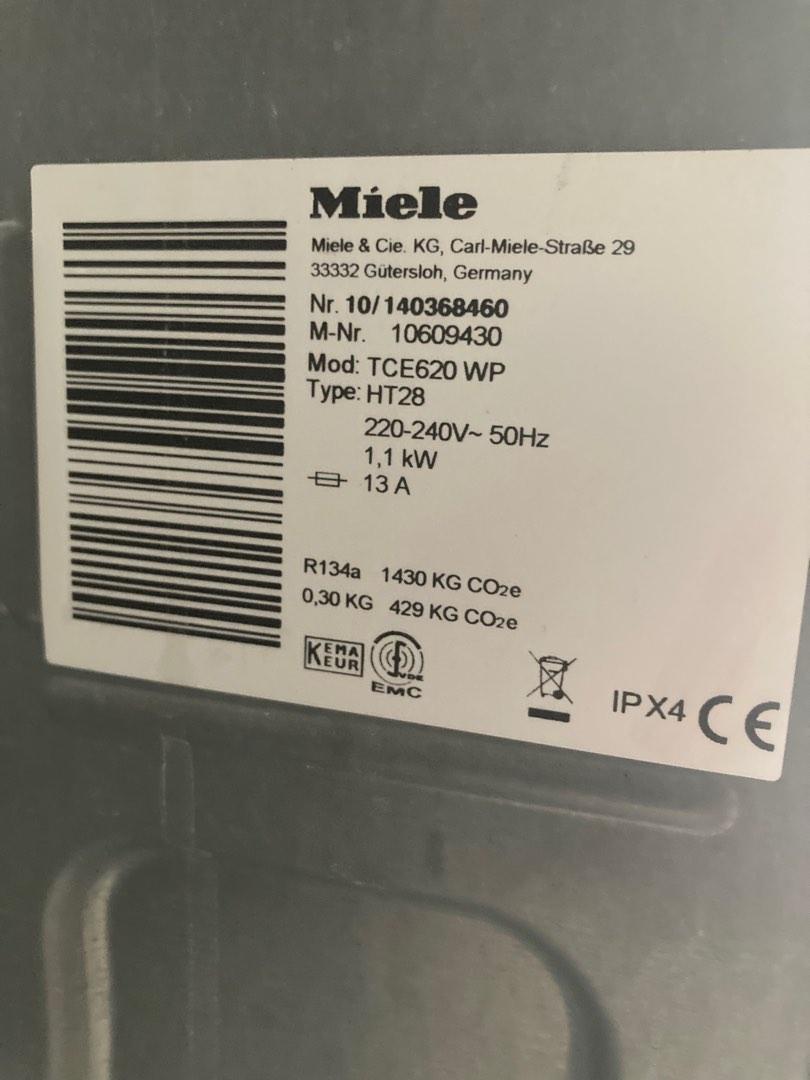 Miele
Miele & Cie. KG, Carl-Miele-Straße 29
33332 Gütersloh, Germany
Nr. 10/140368460
M-Nr. 10609430
Mod: TCE620 WP
Type: HT28
220-240V~ 50Hz
1,1 kW
13 A
R134a 1430 KG CO₂e
0,30 KG 429 KG CO₂e
KEMA
KEUR
VDE
EMC
IPX4 CE